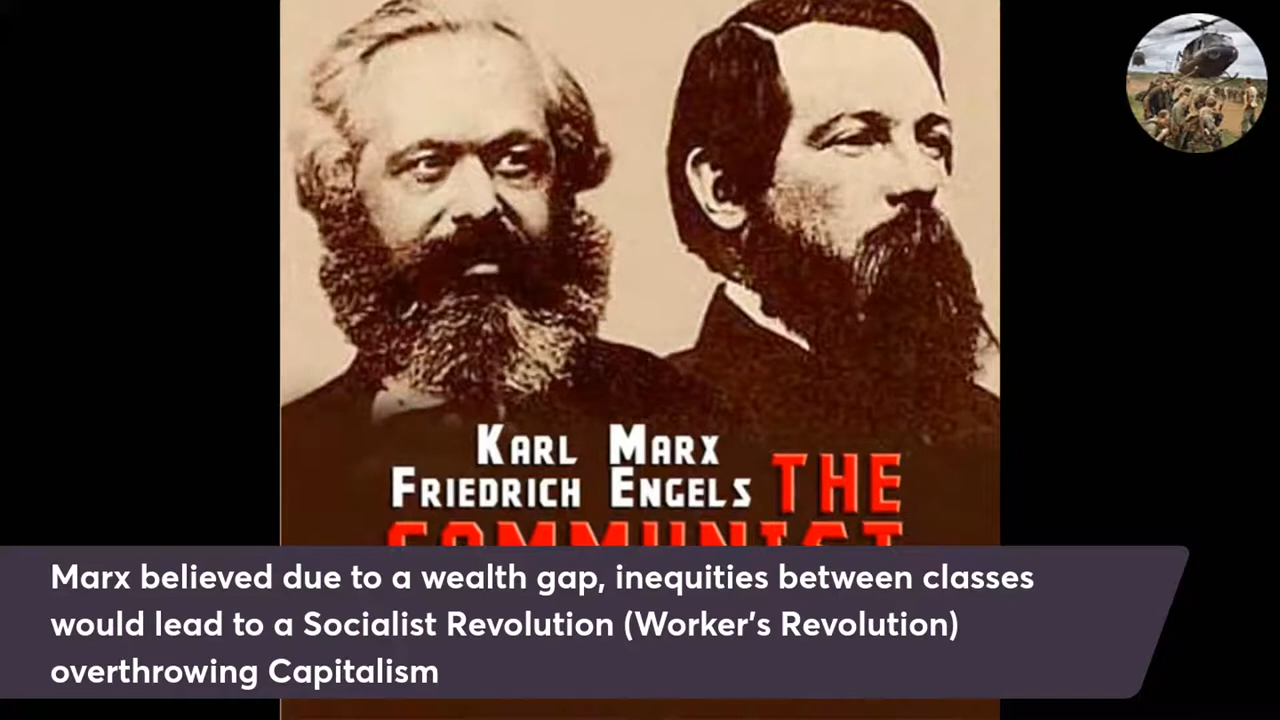 KARL MARX
FRIEDRICH ENGELS THE
COMMUNIST
Marx believed due to a wealth gap, inequities between classes
would lead to a Socialist Revolution (Worker's Revolution)
overthrowing Capitalism